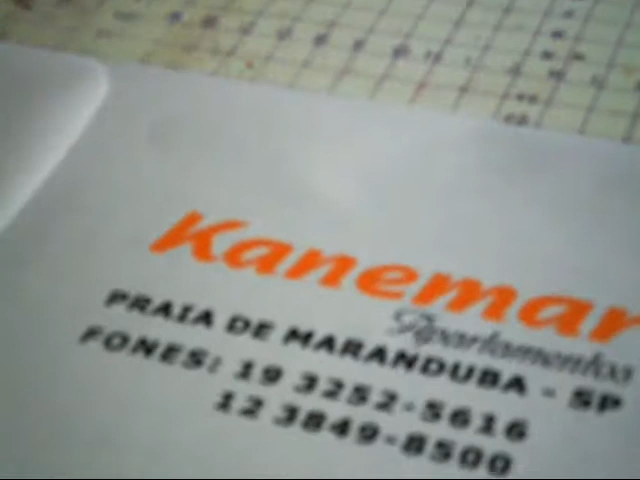 Kanemar
Apartamentos
PRAIA DE MARANDUBA - SP
FONES: 19 3252-5616
12 3849-8500